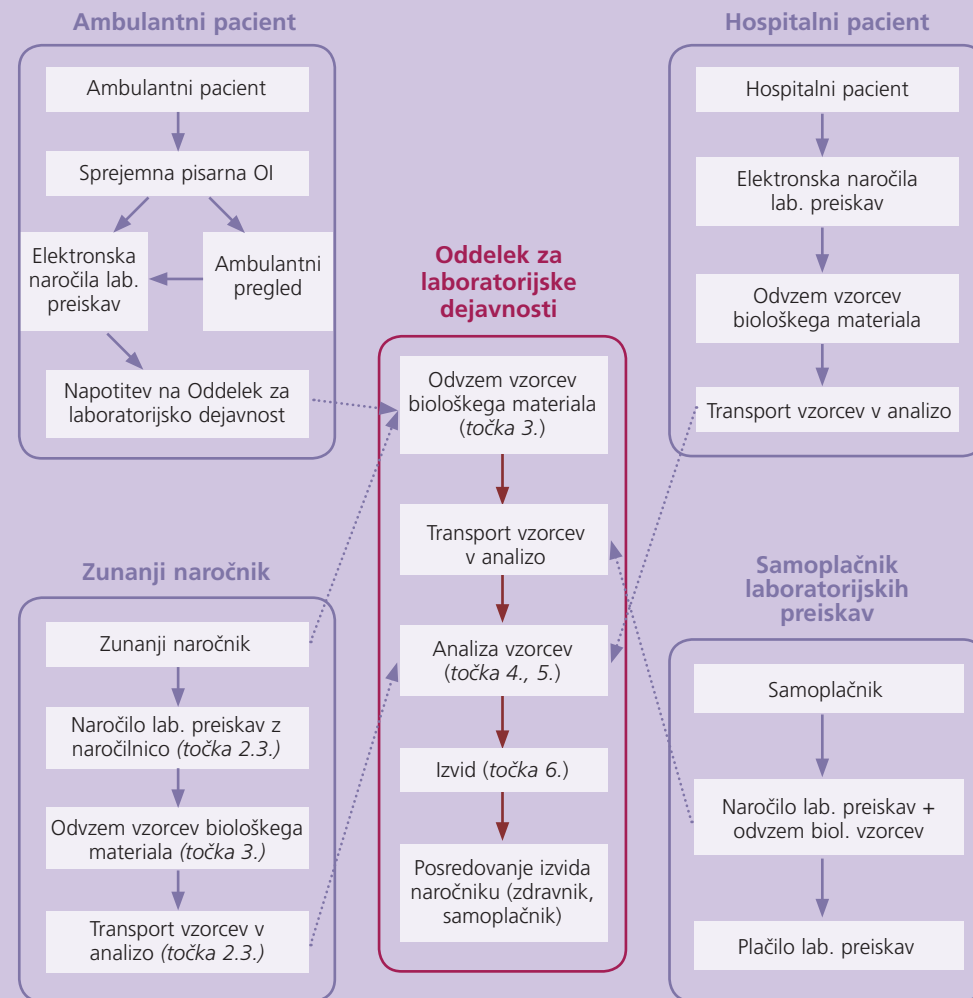 Ambulantni pacient
Ambulantni pacient
Sprejemna pisarna OI
Elektronska
naročila lab.
preiskav
Ambulantni
pregled
Napotitev na Oddelek za
laboratorijsko dejavnost
Zunanji naročnik
Zunanji naročnik
Naročilo lab. preiskav z
naročilnico (točka 2.3.)
Odvzem vzorcev biološkega
materiala (točka 3.)
Transport vzorcev v
analizo (točka 2.3.)
Oddelek za
laboratorijske
dejavnosti
Odvzem vzorcev
biološkega materiala
(točka 3.)
Transport vzorcev
v analizo
Analiza vzorcev
(točka 4., 5.)
Izvid (točka 6.)
Posredovanje izvida
naročniku (zdravnik,
samoplačnik)
Hospitalni pacient
Hospitalni pacient
Elektronska naročila
lab. preiskav
Odvzem vzorcev
biološkega materiala
Transport vzorcev v analizo
Samoplačnik
laboratorijskih
preiskav
Samoplačnik
Naročilo lab. preiskav +
odvzem biol. vzorcev
Plačilo lab. preiskav